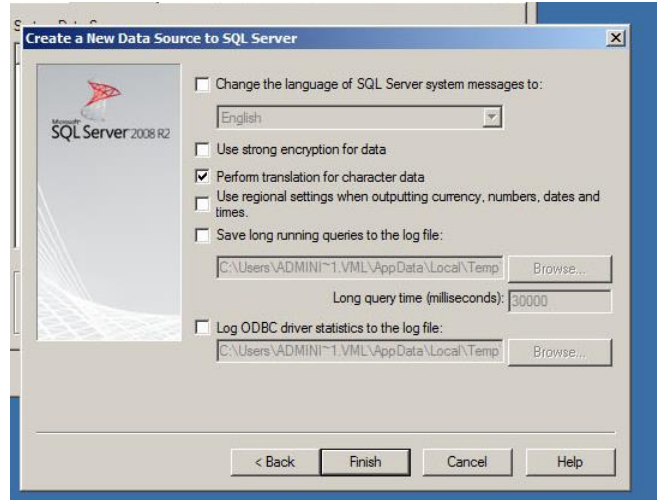 Create a New Data Source to SQL Server
Microsoft
SQL Server 2008 R2
Change the language of SQL Server system messages to:
English
Use strong encryption for data
Perform translation for character data
Use regional settings when outputting currency, numbers, dates and
times.
Save long running queries to the log file:
C:\Users\ADMINI~1.VML\AppData\Local\Temp
Browse...
Long query time (milliseconds):
30000
Log ODBC driver statistics to the log file:
C:\Users\ADMINI~1.VML\AppData\Local\Temp
Browse...
< Back
Finish
Cancel
Help